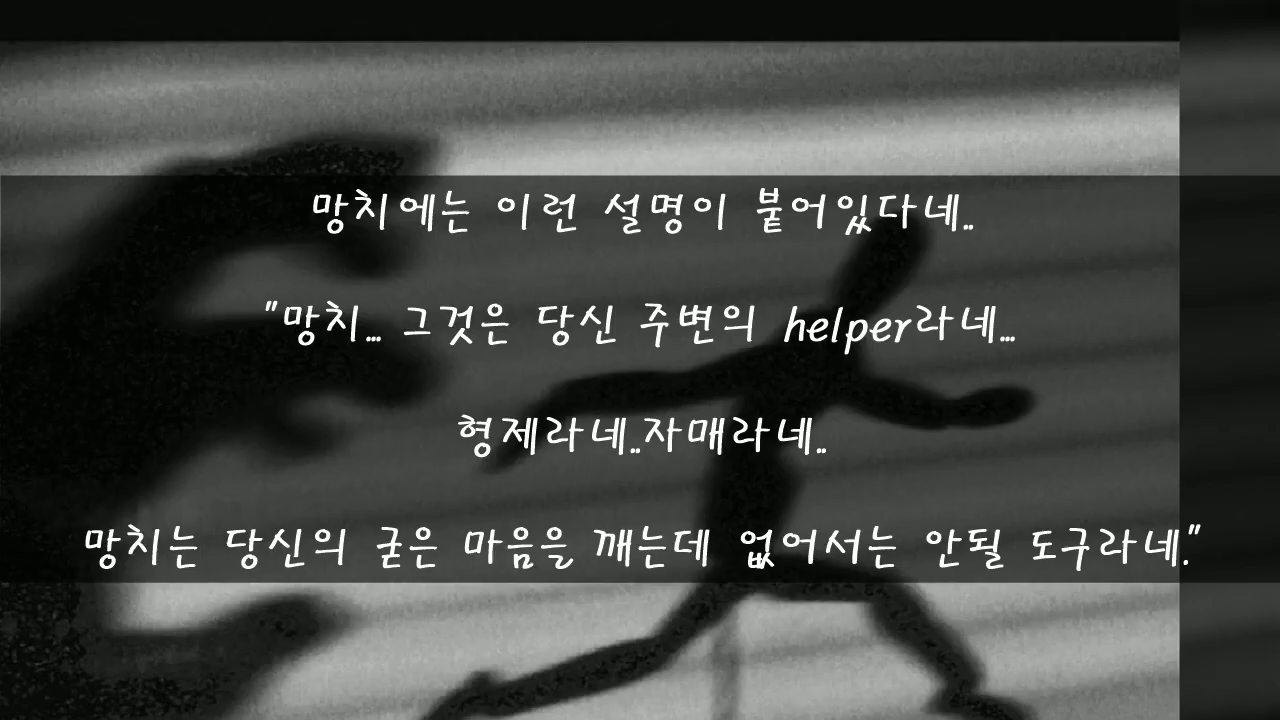 망치에는 이런 설명이 붙어있다네..
"망치... 그것은 당신 주변의 helper라네...
형제라네..자매라네..
망치는 당신의 굳은 마음을 깨는데 없어서는 안될 도구라네."